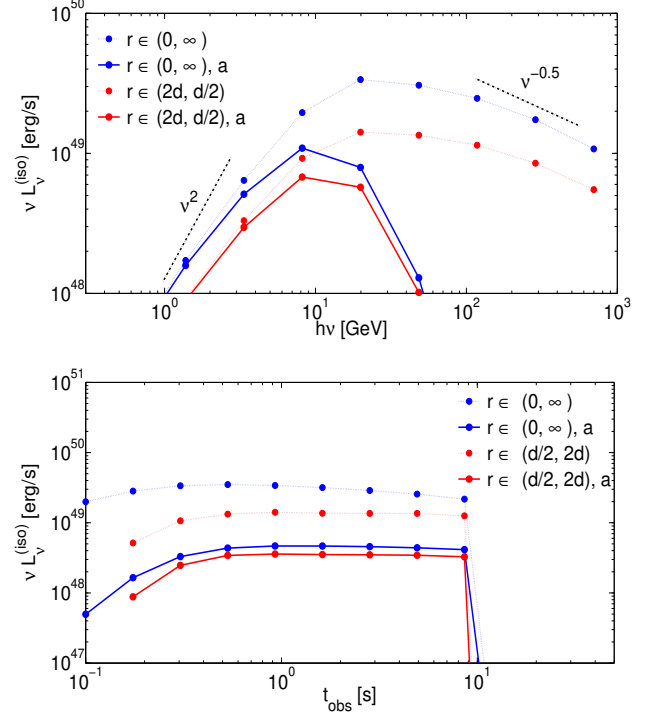 10^50
r ∈ (0, ∞)
r ∈ (0, ∞), a
r ∈ (2d, d/2)
r ∈ (2d, d/2), a
ν^-0.5
ν L_ν^(iso) [erg/s]
10^49
ν^2
10^48
10^0 10^1 10^2 10^3
hν [GeV]
10^51
r ∈ (0, ∞)
r ∈ (0, ∞), a
r ∈ (d/2, 2d)
r ∈ (d/2, 2d), a
10^50
ν L_ν^(iso) [erg/s]
10^49
10^48
10^47
10^-1 10^0 10^1
t_obs [s]